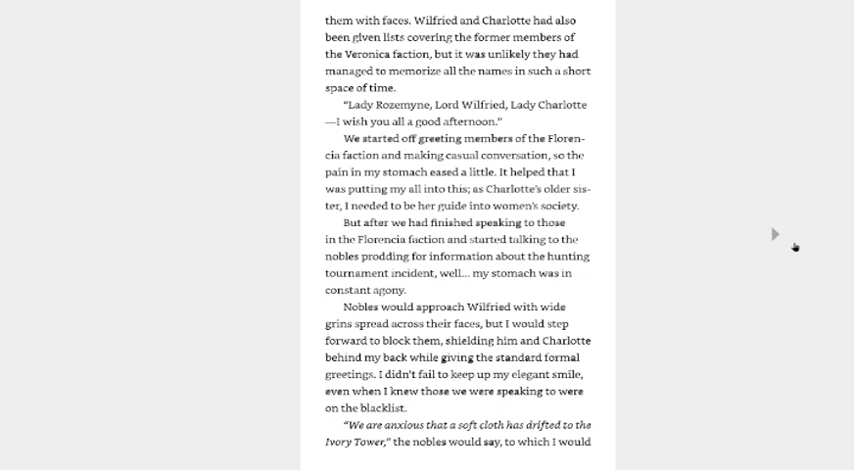 them with faces. Wilfried and Charlotte had also
been given lists covering the former members of
the Veronica faction, but it was unlikely they had
managed to memorize all the names in such a short
space of time.
“Lady Rozemyne, Lord Wilfried, Lady Charlotte
—I wish you all a good afternoon.”
We started off greeting members of the Floren-
cia faction and making casual conversation, so the
pain in my stomach eased a little. It helped that I
was putting my all into this; as Charlotte’s older sis-
ter, I needed to be her guide into women’s society.
But after we had finished speaking to those
in the Florencia faction and started talking to the
nobles prodding for information about the hunting
tournament incident, well... my stomach was in
constant agony.
Nobles would approach Wilfried with wide
grins spread across their faces, but I would step
forward to block them, shielding him and Charlotte
behind my back while giving the standard formal
greetings. I didn’t fail to keep up my elegant smile,
even when I knew those we were speaking to were
on the blacklist.
“We are anxious that a soft cloth has drifted to the
Ivory Tower,” the nobles would say, to which I would